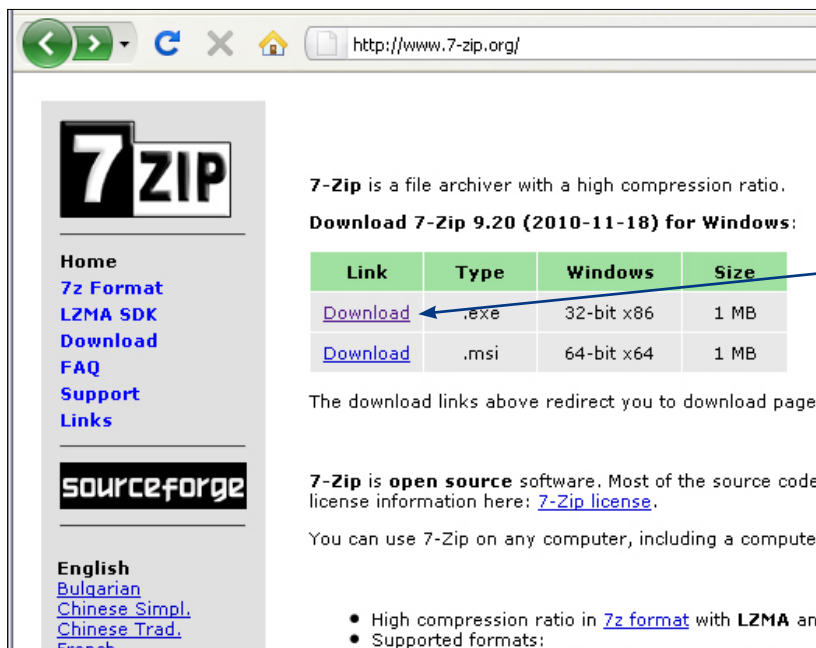 http://www.7-zip.org/
7 ZIP
Home
7z Format
LZMA SDK
Download
FAQ
Support
Links
sourceforge
English
Bulgarian
Chinese Simpl.
Chinese Trad.
French
7-Zip is a file archiver with a high compression ratio.
Download 7-Zip 9.20 (2010-11-18) for Windows:
Link Type Windows Size
Download .exe 32-bit x86 1 MB
Download .msi 64-bit x64 1 MB
The download links above redirect you to download page
7-Zip is open source software. Most of the source code
license information here: 7-Zip license.
You can use 7-Zip on any computer, including a compute
• High compression ratio in 7z format with LZMA an
• Supported formats: